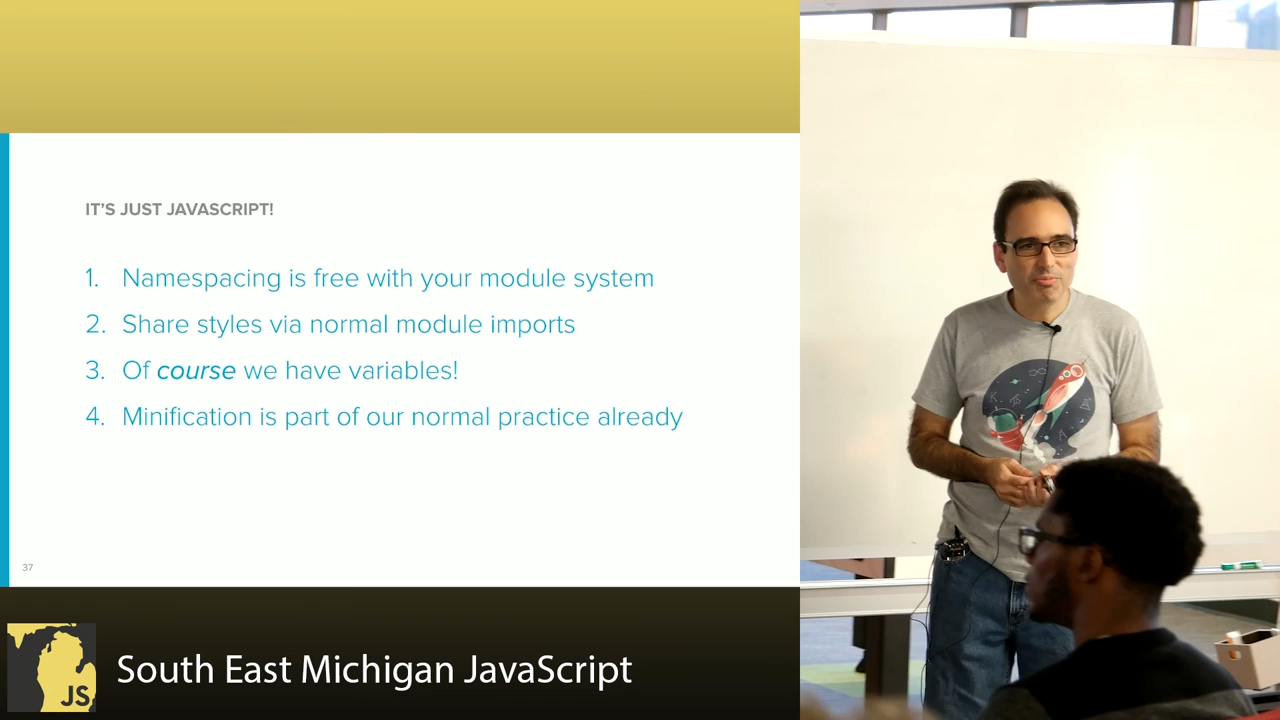 IT'S JUST JAVASCRIPT!
1. Namespacing is free with your module system
2. Share styles via normal module imports
3. Of course we have variables!
4. Minification is part of our normal practice already
37
JS
South East Michigan JavaScript